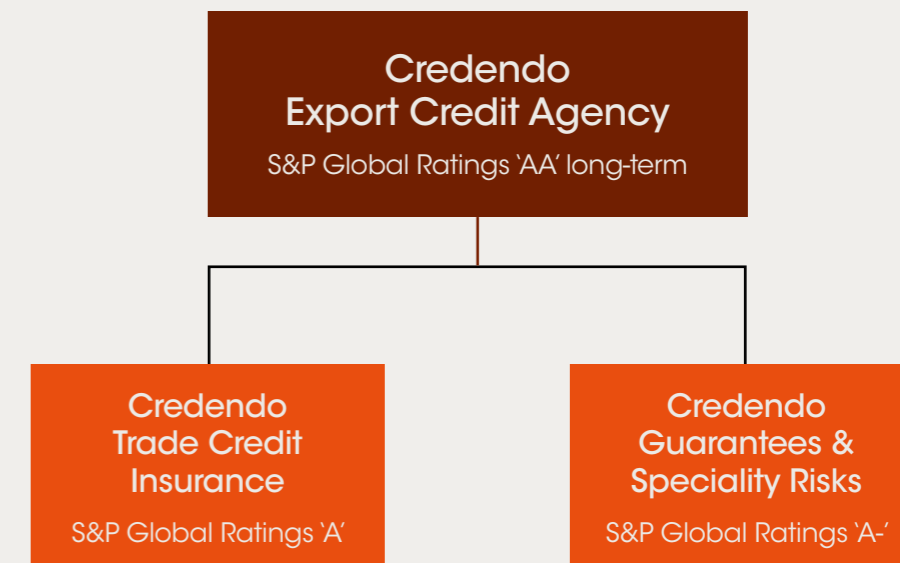 Credendo
Export Credit Agency
S&P Global Ratings ‘AA’ long-term
Credendo
Trade Credit
Insurance
S&P Global Ratings ‘A’
Credendo
Guarantees &
Speciality Risks
S&P Global Ratings ‘A-’